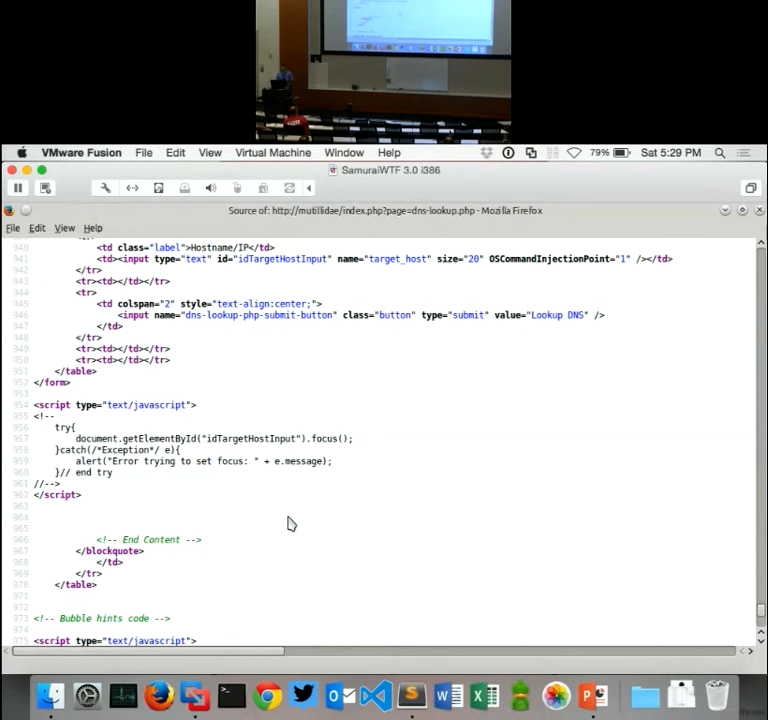 VMware Fusion File Edit View Virtual Machine Window Help 79% Sat 5:29 PM
SamuraiWTF 3.0 i386
Source of: http://mutillidae/index.php?page=dns-lookup.php - Mozilla Firefox
File Edit View Help
940 <td class="label">Hostname/IP</td>
941 <td><input type="text" id="idTargetHostInput" name="target_host" size="20" OSCommandInjectionPoint="1" /></td>
942 </tr>
943 <tr><td></td></tr>
944 <tr>
945 <td colspan="2" style="text-align:center;">
946 <input name="dns-lookup-php-submit-button" class="button" type="submit" value="Lookup DNS" />
947 </td>
948 </tr>
949 <tr><td></td></tr>
950 <tr><td></td></tr>
951 </table>
952 </form>
953
954 <script type="text/javascript">
955 <!--
956 try{
957 document.getElementById("idTargetHostInput").focus();
958 }catch(/*Exception*/ e){
959 alert("Error trying to set focus: " + e.message);
960 }// end try
961 //-->
962 </script>
963
964
965
966 <!-- End Content -->
967 </blockquote>
968 </td>
969 </tr>
970 </table>
971
972
973 <!-- Bubble hints code -->
974
975 <script type="text/javascript">